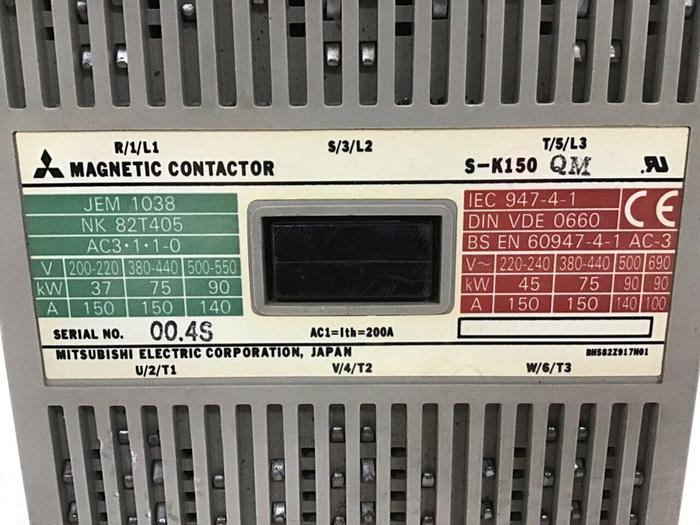 R/1/L1 S/3/L2 T/5/L3
MAGNETIC CONTACTOR S-K150 QM
JEM 1038
NK 82T405
AC3·1·1-0
V 200-220 380-440 500-550
kW 37 75 90
A 150 150 140
IEC 947-4-1 CE
DIN VDE 0660
BS EN 60947-4-1 AC-3
V~ 220-240 380-440 500 690
kW 45 75 90 90
A 150 150 140 100
SERIAL NO. 00.4S AC1=Ith=200A
MITSUBISHI ELECTRIC CORPORATION, JAPAN BH582Z917H01
U/2/T1 V/4/T2 W/6/T3